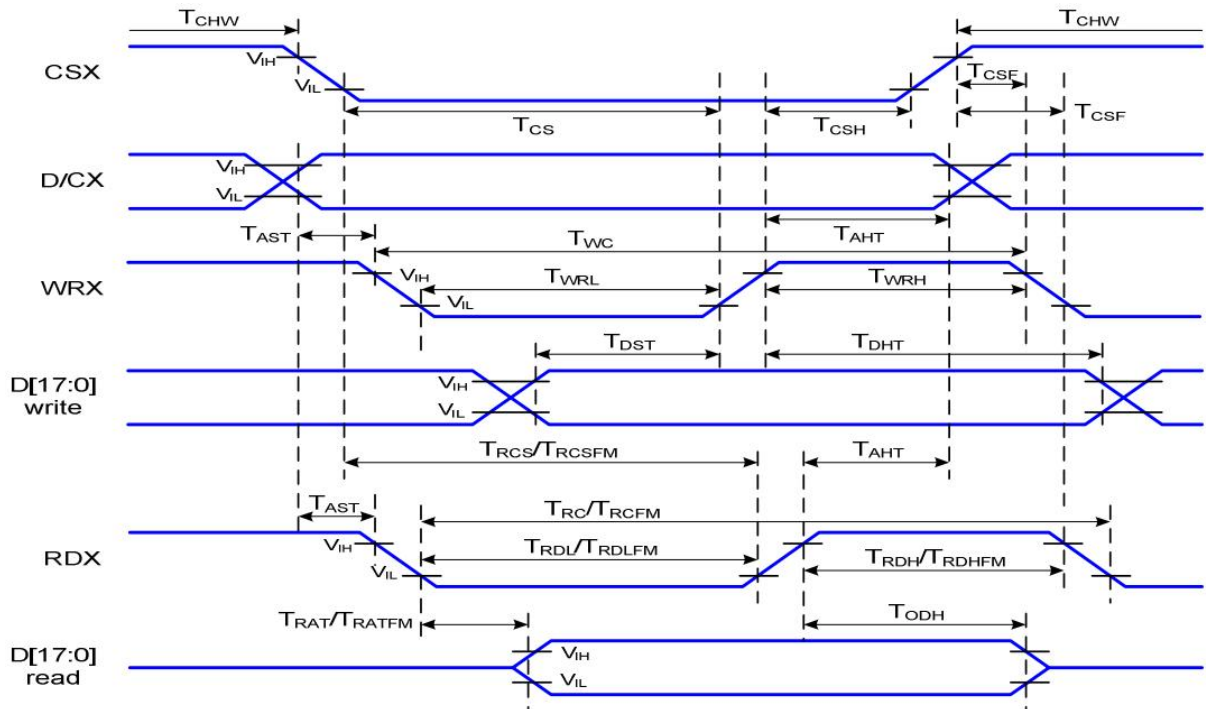 TCHW TCHW
CSX VIH VIL TCSF
TCS TCSH TCSF
D/CX VIH VIL
TAST TWC TAHT
WRX VIH VIL TWRL TWRH
TDST TDHT
D[17:0] write VIH VIL
TRCS/TRCSFM TAHT
TAST TRC/TRCFM
RDX VIH VIL TRDL/TRDLFM TRDH/TRDHFM
TRAT/TRATFM TODH
D[17:0] read VIH VIL